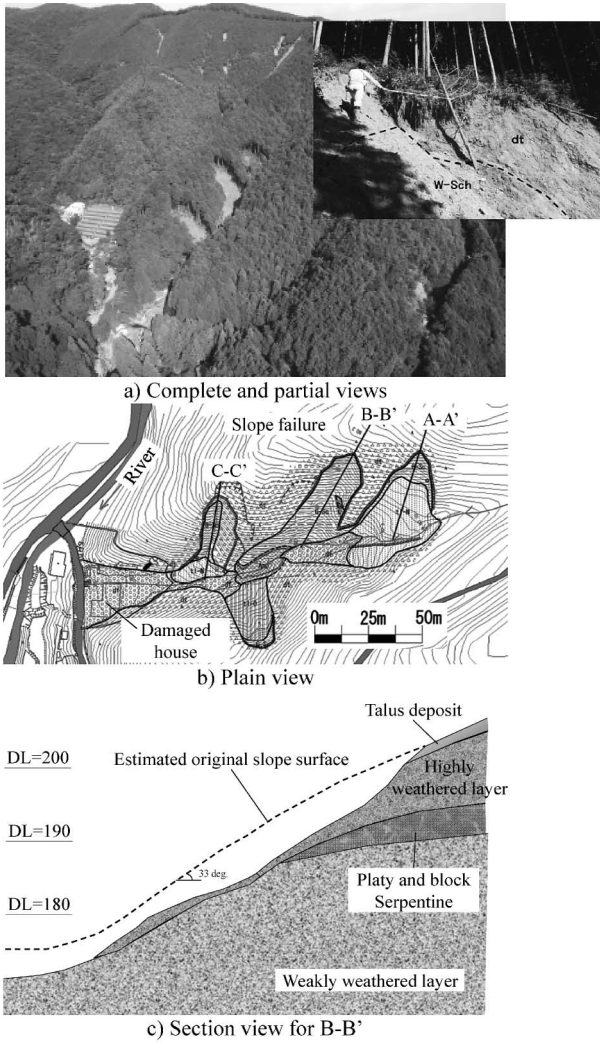 dt
W-Sch
a) Complete and partial views
B-B’
Slope failure
A-A’
C-C’
River
0m 25m 50m
Damaged
house
b) Plain view
Talus deposit
DL=200
Estimated original slope surface
Highly
weathered layer
DL=190
33 deg.
Platy and block
Serpentine
DL=180
Weakly weathered layer
c) Section view for B-B’